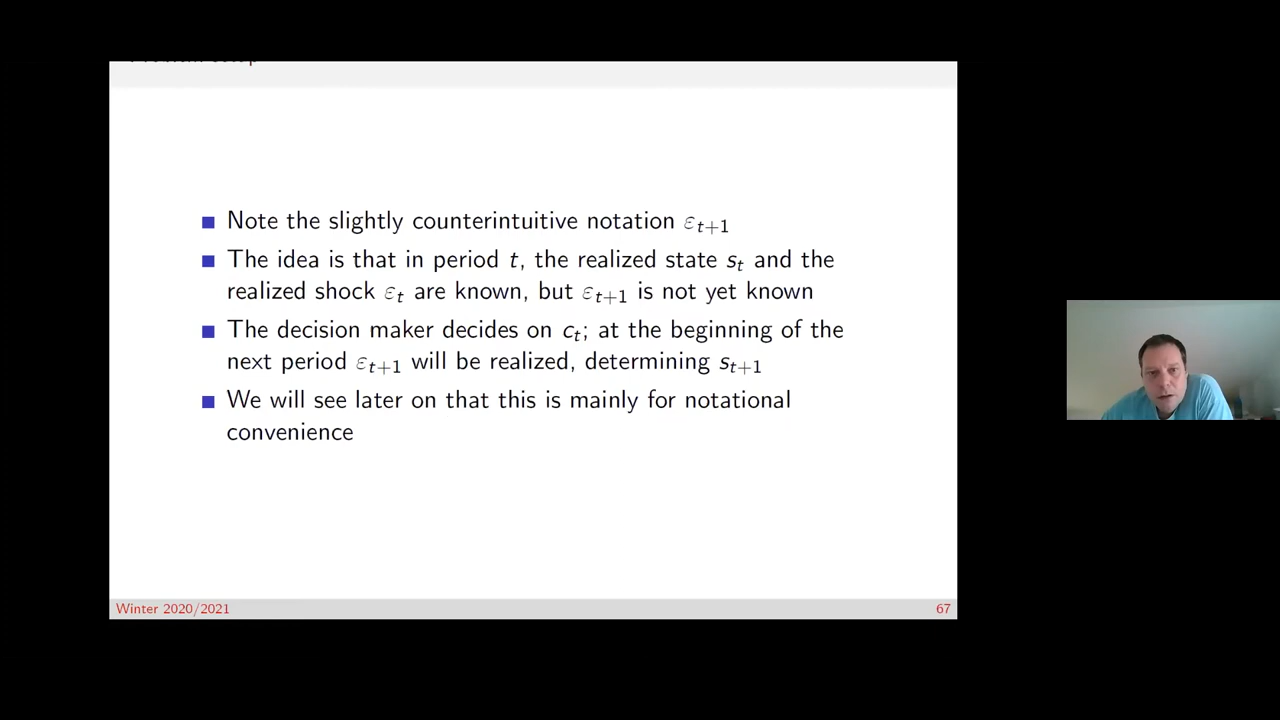 Note the slightly counterintuitive notation εt+1
The idea is that in period t, the realized state st and the
realized shock εt are known, but εt+1 is not yet known
The decision maker decides on ct; at the beginning of the
next period εt+1 will be realized, determining st+1
We will see later on that this is mainly for notational
convenience
Winter 2020/2021
67